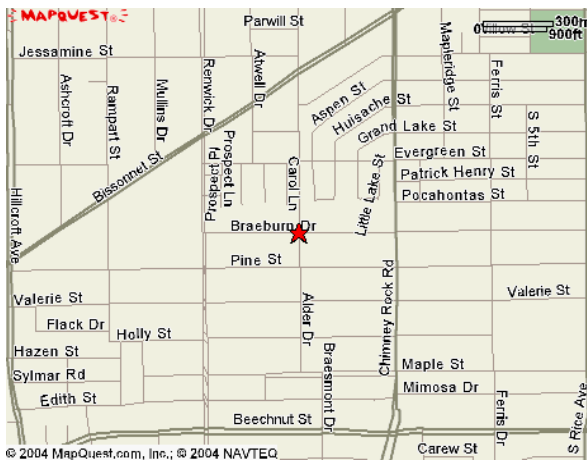 MAPQUEST®
Parwill St
300m
0
900ft
Willow St
Jessamine St
Ashcroft Dr
Rampart St
Mullins Dr
Renwick Dr
Atwell Dr
Aspen St
Huisache St
Mapleridge St
Ferris St
Grand Lake St
S 5th St
Evergreen St
Patrick Henry St
Pocahontas St
Bissonnet St
Prospect Pl
Prospect Ln
Carol Ln
Little Lake St
Hillcroft Ave
Braeburn Dr
Pine St
Chimney Rock Rd
Valerie St
Valerie St
Flack Dr
Holly St
Alder Dr
Hazen St
Sylmar Rd
Braesmont Dr
Maple St
Mimosa Dr
Edith St
Beechnut St
Ferris Dr
S Rice Ave
Carew St
© 2004 MapQuest.com, Inc.; © 2004 NAVTEQ